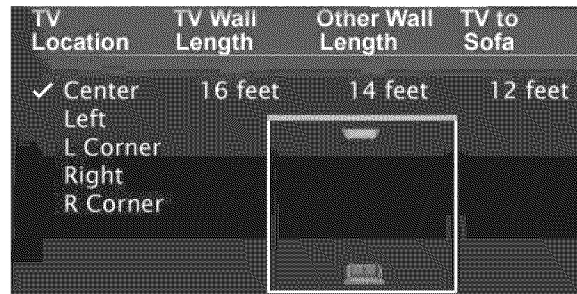 TV Location TV Wall Length Other Wall Length TV to Sofa
✓ Center 16 feet 14 feet 12 feet
Left
L Corner
Right
R Corner